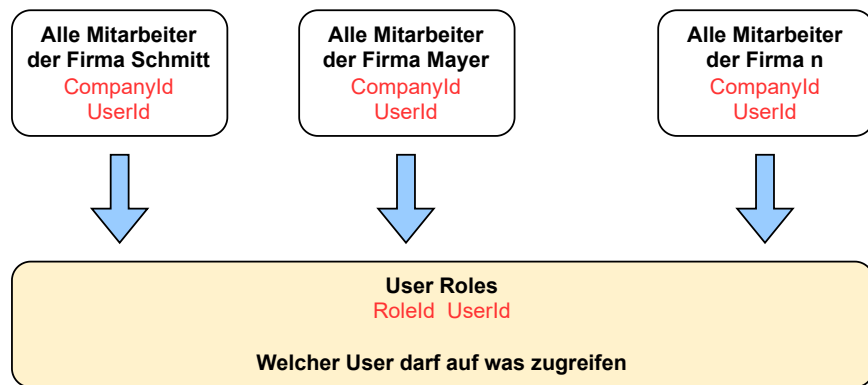 Alle Mitarbeiter
der Firma Schmitt
CompanyId
UserId
Alle Mitarbeiter
der Firma Mayer
CompanyId
UserId
Alle Mitarbeiter
der Firma n
CompanyId
UserId
User Roles
RoleId UserId
Welcher User darf auf was zugreifen